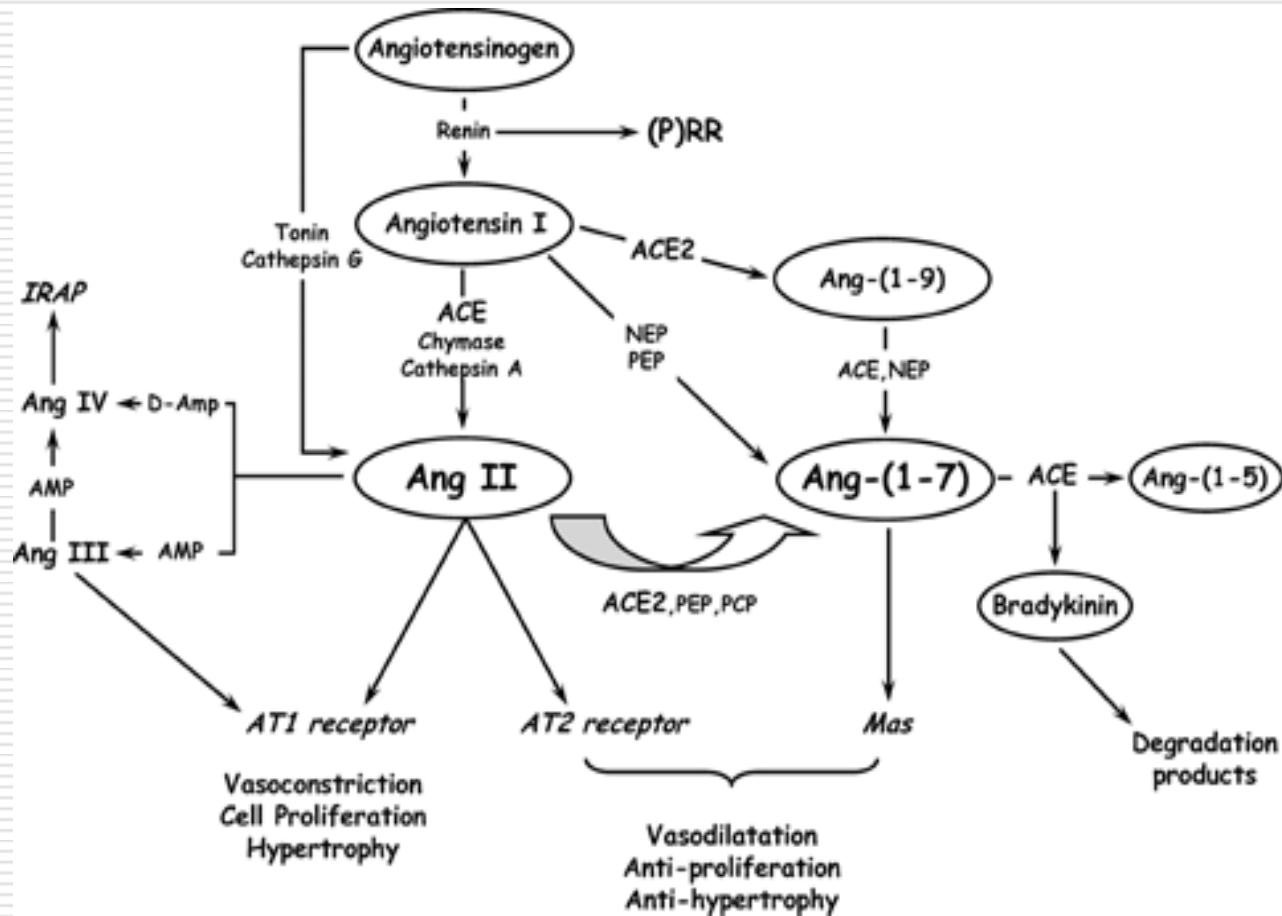 Angiotensinogen
Renin
(P)RR
Angiotensin I
Tonin
Cathepsin G
ACE2
Ang-(1-9)
IRAP
ACE
Chymase
Cathepsin A
NEP
PEP
ACE,NEP
Ang IV
D-Amp
AMP
Ang II
Ang-(1-7)
ACE
Ang-(1-5)
Ang III
AMP
ACE2,PEP,PCP
Bradykinin
AT1 receptor
AT2 receptor
Mas
Degradation
products
Vasoconstriction
Cell Proliferation
Hypertrophy
Vasodilatation
Anti-proliferation
Anti-hypertrophy